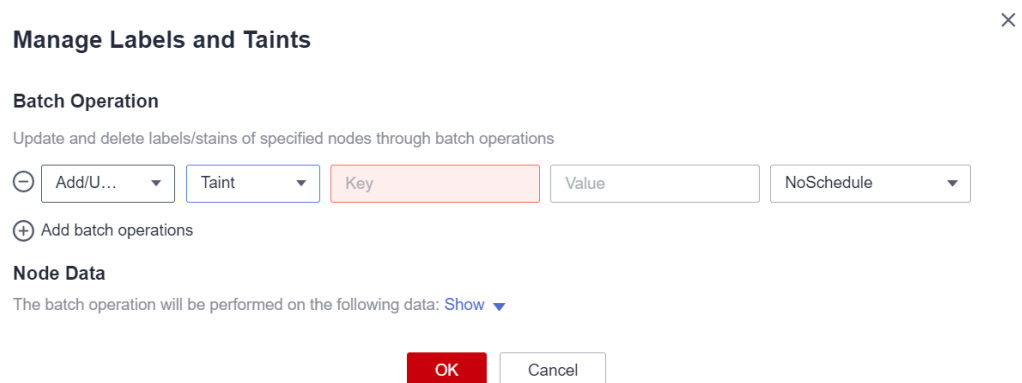 Manage Labels and Taints
Batch Operation
Update and delete labels/stains of specified nodes through batch operations
Add/U... Taint Key Value NoSchedule
Add batch operations
Node Data
The batch operation will be performed on the following data: Show
OK Cancel